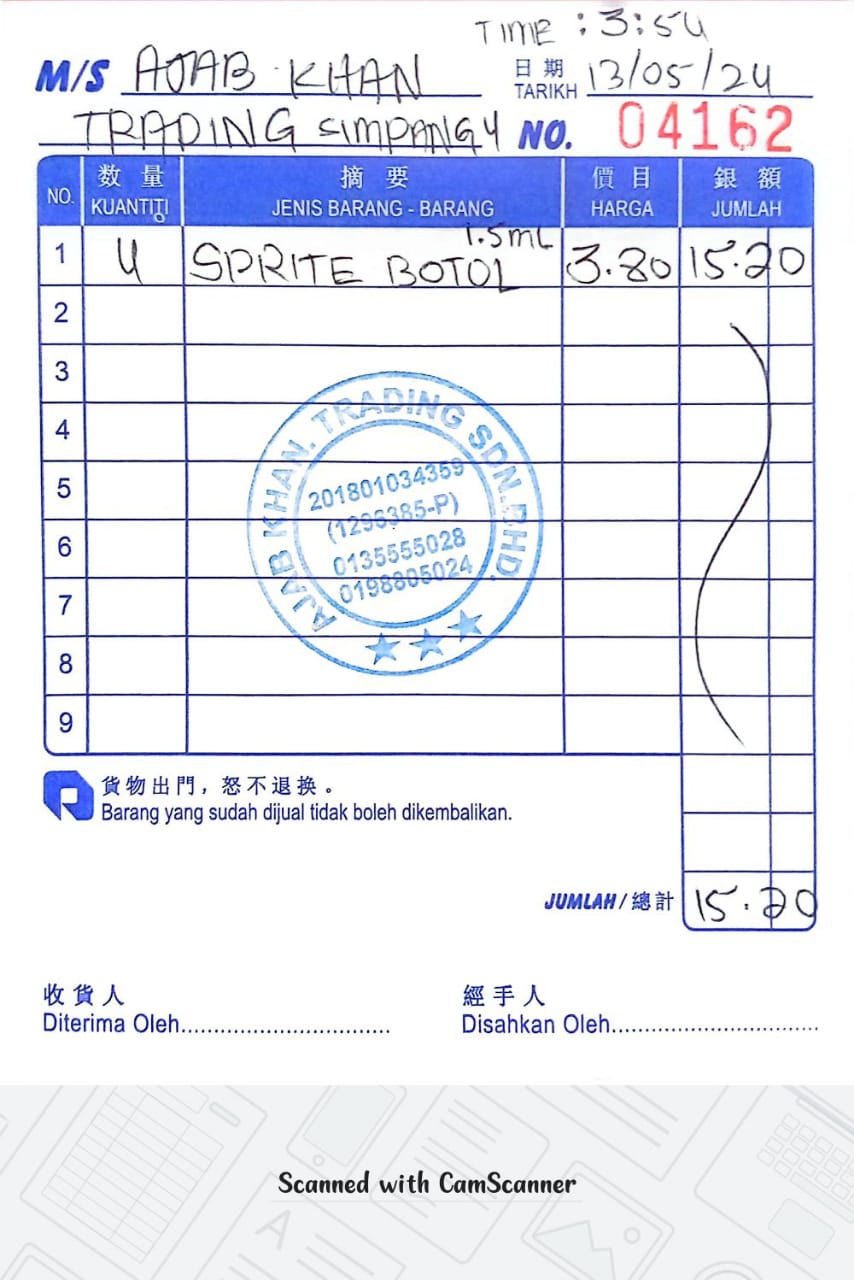 TIME : 3:54
M/S AJAB KHAN
日期 TARIKH 13/05/24
TRADING SIMPANG 4 NO. 04162
NO. 数量 KUANTITI 摘要 JENIS BARANG - BARANG 價目 HARGA 銀額 JUMLAH
1 4 SPRITE BOTOL 1.5mL 3.80 15.20
2
3
4
5
6
7
8
9
AJAB KHAN. TRADING SDN.BHD.
201801034359
(1296385-P)
0135555028
0198805024
貨物出門，怒不退换。
Barang yang sudah dijual tidak boleh dikembalikan.
JUMLAH/總計 15.20
收貨人 經手人
Diterima Oleh................................ Disahkan Oleh................................
Scanned with CamScanner